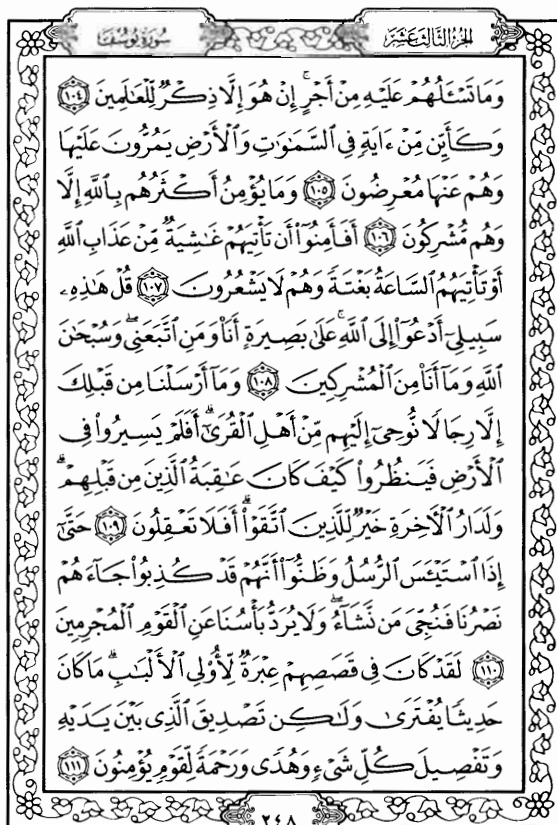 الجزء الثالث عشر
سورة يوسف
وَمَا تَسْـَٔلُهُمْ عَلَيْهِ مِنْ أَجْرٍ ۚ إِنْ هُوَ إِلَّا ذِكْرٌ لِّلْعَٰلَمِينَ ١٠٤
وَكَأَيِّن مِّنْ ءَايَةٍ فِى ٱلسَّمَٰوَٰتِ وَٱلْأَرْضِ يَمُرُّونَ عَلَيْهَا
وَهُمْ عَنْهَا مُعْرِضُونَ ١٠٥ وَمَا يُؤْمِنُ أَكْثَرُهُم بِٱللَّهِ إِلَّا
وَهُم مُّشْرِكُونَ ١٠٦ أَفَأَمِنُوٓا۟ أَن تَأْتِيَهُمْ غَٰشِيَةٌ مِّنْ عَذَابِ ٱللَّهِ
أَوْ تَأْتِيَهُمُ ٱلسَّاعَةُ بَغْتَةً وَهُمْ لَا يَشْعُرُونَ ١٠٧ قُلْ هَٰذِهِۦ
سَبِيلِىٓ أَدْعُوٓا۟ إِلَى ٱللَّهِ ۚ عَلَىٰ بَصِيرَةٍ أَنَا۠ وَمَنِ ٱتَّبَعَنِى ۖ وَسُبْحَٰنَ
ٱللَّهِ وَمَآ أَنَا۠ مِنَ ٱلْمُشْرِكِينَ ١٠٨ وَمَآ أَرْسَلْنَا مِن قَبْلِكَ
إِلَّا رِجَالًا نُّوحِىٓ إِلَيْهِم مِّنْ أَهْلِ ٱلْقُرَىٰٓ ۗ أَفَلَمْ يَسِيرُوا۟ فِى
ٱلْأَرْضِ فَيَنظُرُوا۟ كَيْفَ كَانَ عَٰقِبَةُ ٱلَّذِينَ مِن قَبْلِهِمْ ۗ
وَلَدَارُ ٱلْءَاخِرَةِ خَيْرٌ لِّلَّذِينَ ٱتَّقَوْا۟ ۗ أَفَلَا تَعْقِلُونَ ١٠٩ حَتَّىٰٓ
إِذَا ٱسْتَيْـَٔسَ ٱلرُّسُلُ وَظَنُّوٓا۟ أَنَّهُمْ قَدْ كُذِبُوا۟ جَآءَهُمْ
نَصْرُنَا فَنُجِّىَ مَن نَّشَآءُ ۖ وَلَا يُرَدُّ بَأْسُنَا عَنِ ٱلْقَوْمِ ٱلْمُجْرِمِينَ
١١٠ لَقَدْ كَانَ فِى قَصَصِهِمْ عِبْرَةٌ لِّأُو۟لِى ٱلْأَلْبَٰبِ ۗ مَا كَانَ
حَدِيثًا يُفْتَرَىٰ وَلَٰكِن تَصْدِيقَ ٱلَّذِى بَيْنَ يَدَيْهِ
وَتَفْصِيلَ كُلِّ شَىْءٍ وَهُدًى وَرَحْمَةً لِّقَوْمٍ يُؤْمِنُونَ ١١١
٢٤٨